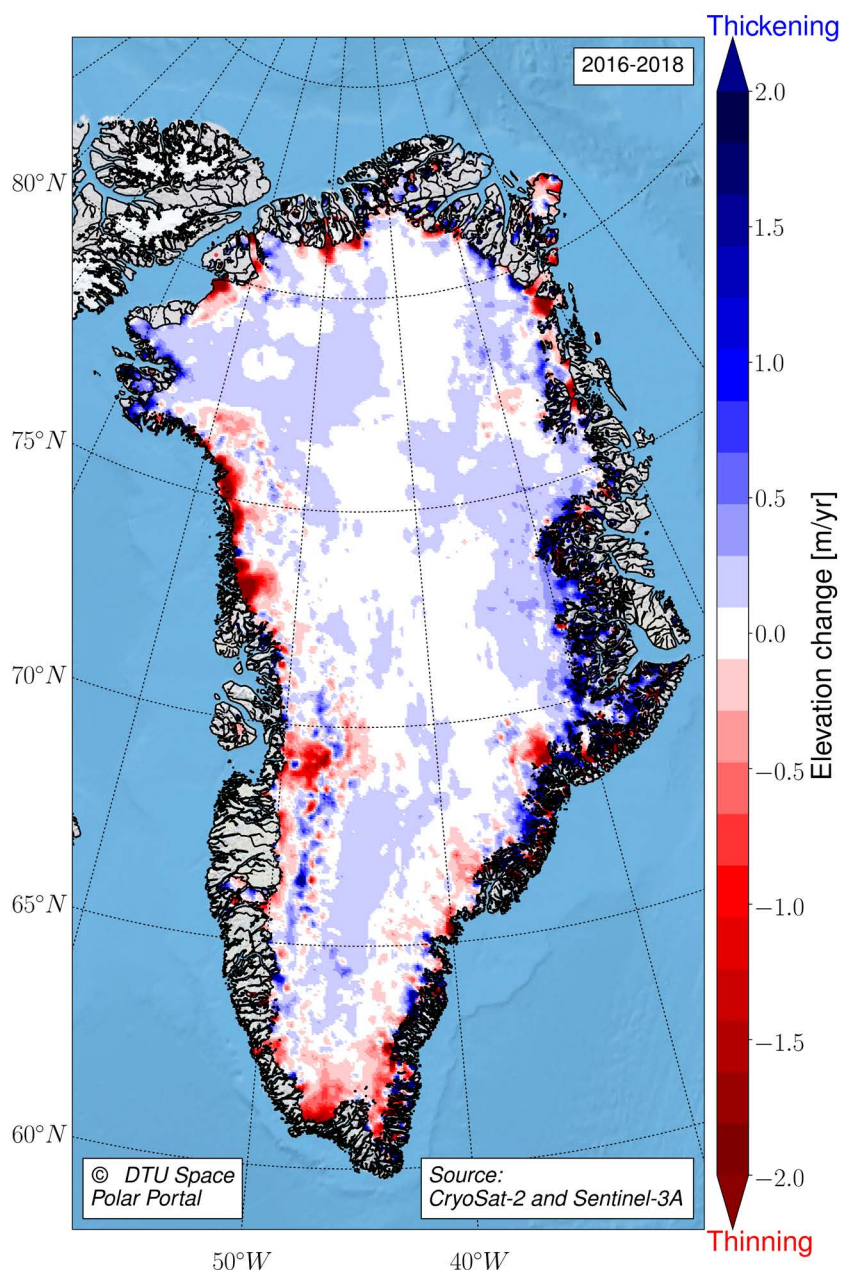 Thickening
2016-2018
80°N
75°N
70°N
65°N
60°N
50°W
40°W
2.0
1.5
1.0
0.5
0.0
−0.5
−1.0
−1.5
−2.0
Elevation change [m/yr]
Thinning
© DTU Space
Polar Portal
Source:
CryoSat-2 and Sentinel-3A